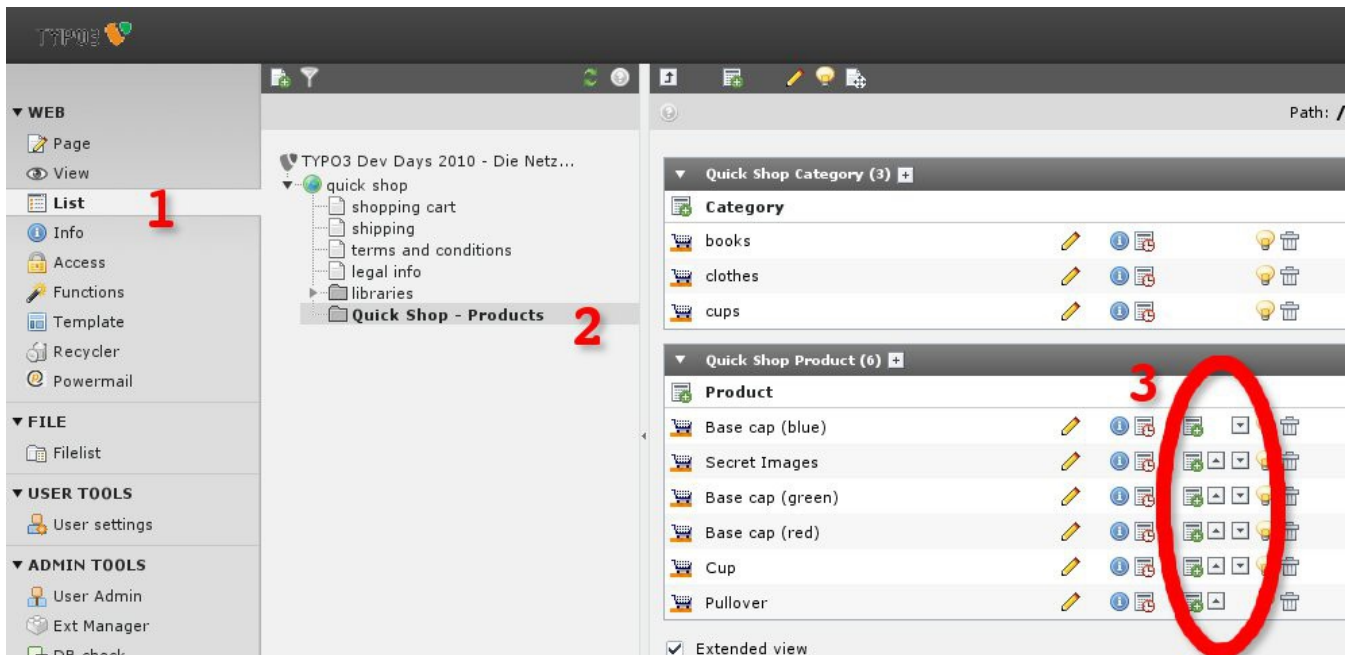 TYPO3
WEB
Page
View
List
Info
Access
Functions
Template
Recycler
Powermail
FILE
Filelist
USER TOOLS
User settings
ADMIN TOOLS
User Admin
Ext Manager
DB check
1
TYPO3 Dev Days 2010 - Die Netz...
quick shop
shopping cart
shipping
terms and conditions
legal info
libraries
Quick Shop - Products
2
Path: /
Quick Shop Category (3)
Category
books
clothes
cups
Quick Shop Product (6)
3
Product
Base cap (blue)
Secret Images
Base cap (green)
Base cap (red)
Cup
Pullover
Extended view